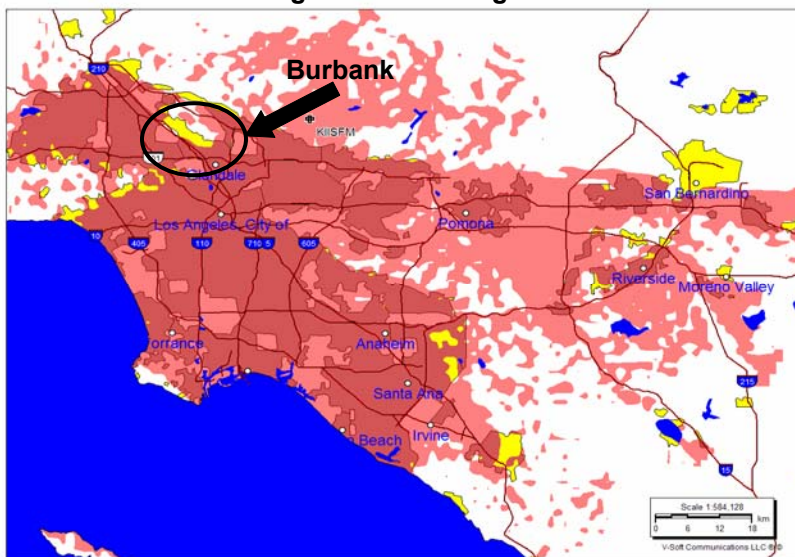 Burbank
210
KIISFM
Glendale
San Bernardino
Los Angeles, City of
Pomona
10
405
110
710
5
605
Riverside
Moreno Valley
Torrance
Anaheim
215
Santa Ana
Beach
Irvine
15
Scale 1:584,128
km
0 6 12 18
V-Soft Communications LLC ® ©